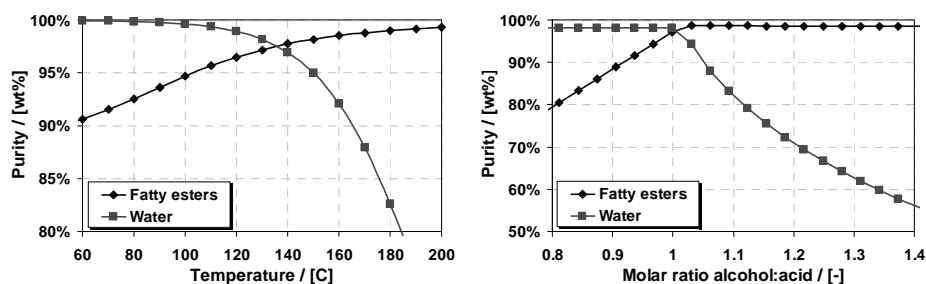 100%
95%
90%
85%
80%
Purity / [wt%]
Fatty esters
Water
60 80 100 120 140 160 180 200
Temperature / [C]
100%
90%
80%
70%
60%
50%
Purity / [wt%]
Fatty esters
Water
0.8 0.9 1 1.1 1.2 1.3 1.4
Molar ratio alcohol:acid / [-]